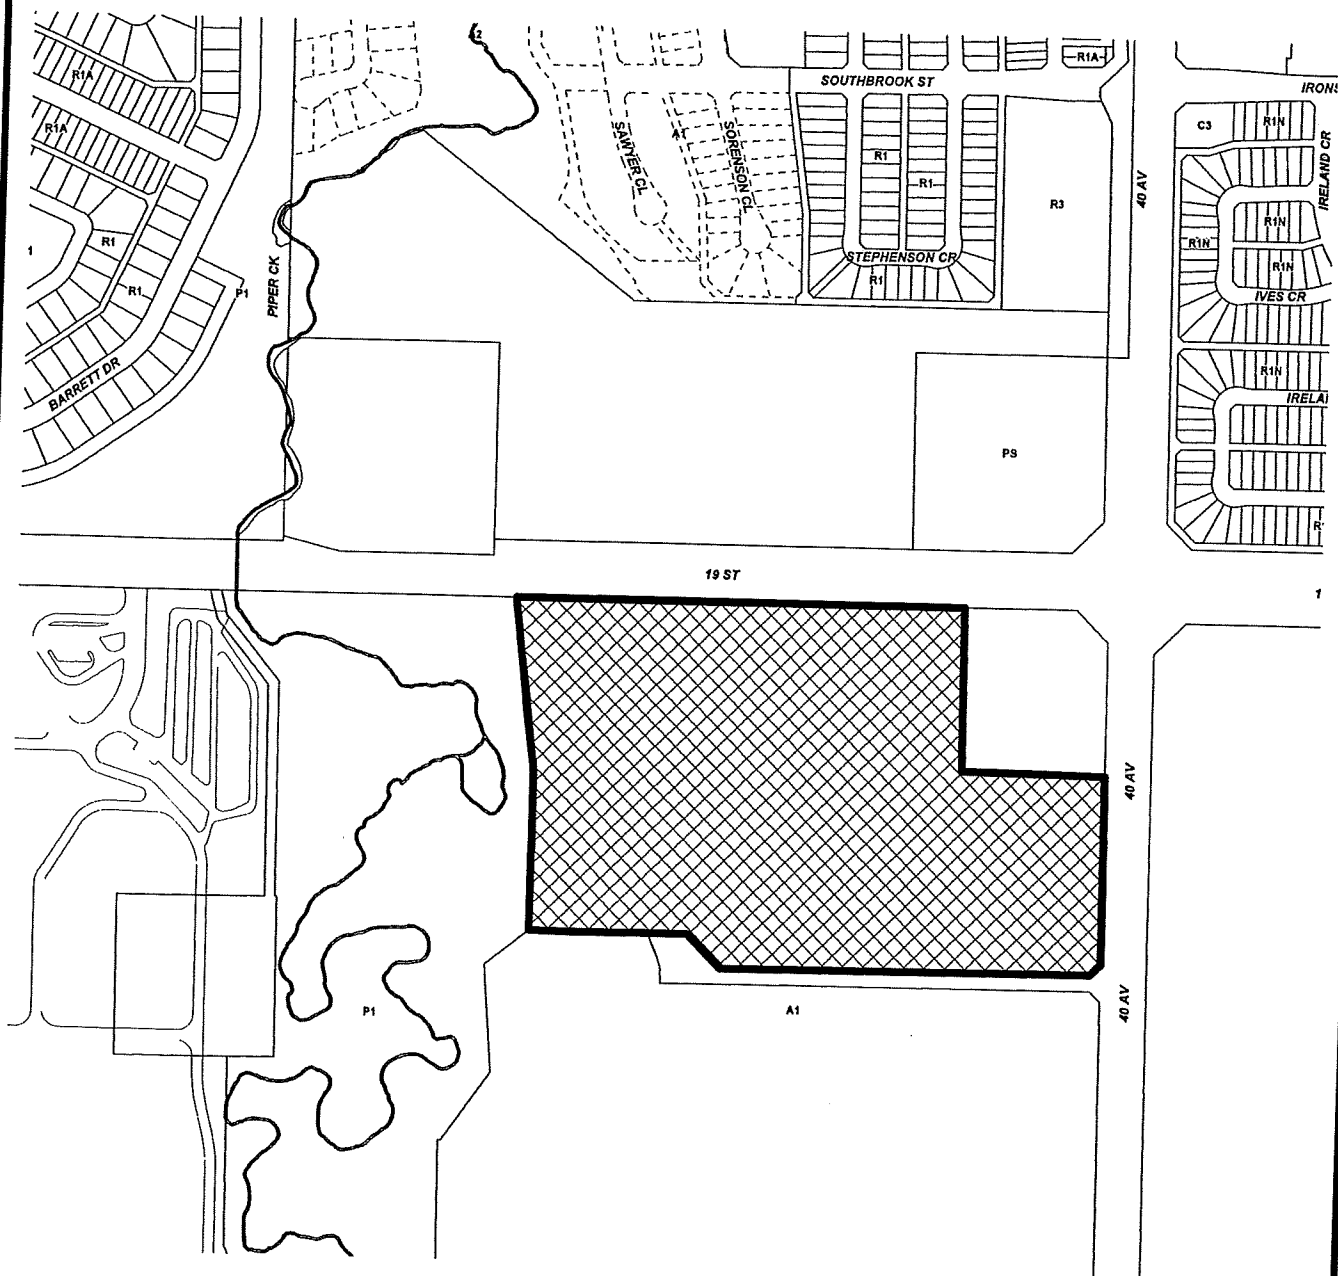 2
R1A
SOUTHBROOK ST
R1A
IRONS
R1A
SAWYER CL
A1
SORENSON CL
C3
R1N
IRELAND CR
R1
R1
R3
40 AV
R1N
1
R1
R1N
STEPHENSON CR
R1N
R1
PIPER CK
R1
P1
IVES CR
BARRETT DR
R1N
IRELA
PS
R
19 ST
1
40 AV
40 AV
P1
A1